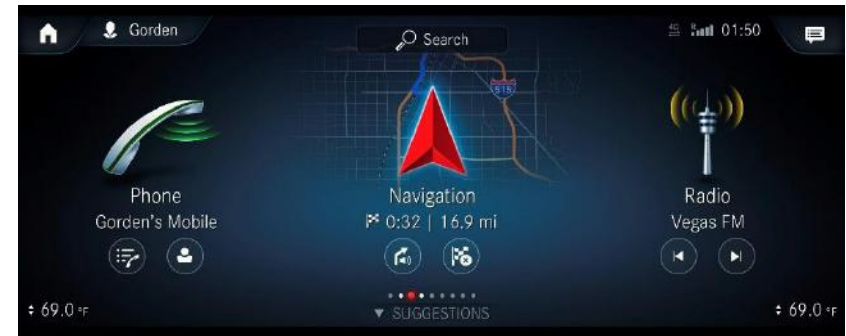 Gorden
Search
4G
01:50
515
Phone
Gorden's Mobile
Navigation
0:32 | 16.9 mi
Radio
Vegas FM
69.0 °F
SUGGESTIONS
69.0 °F